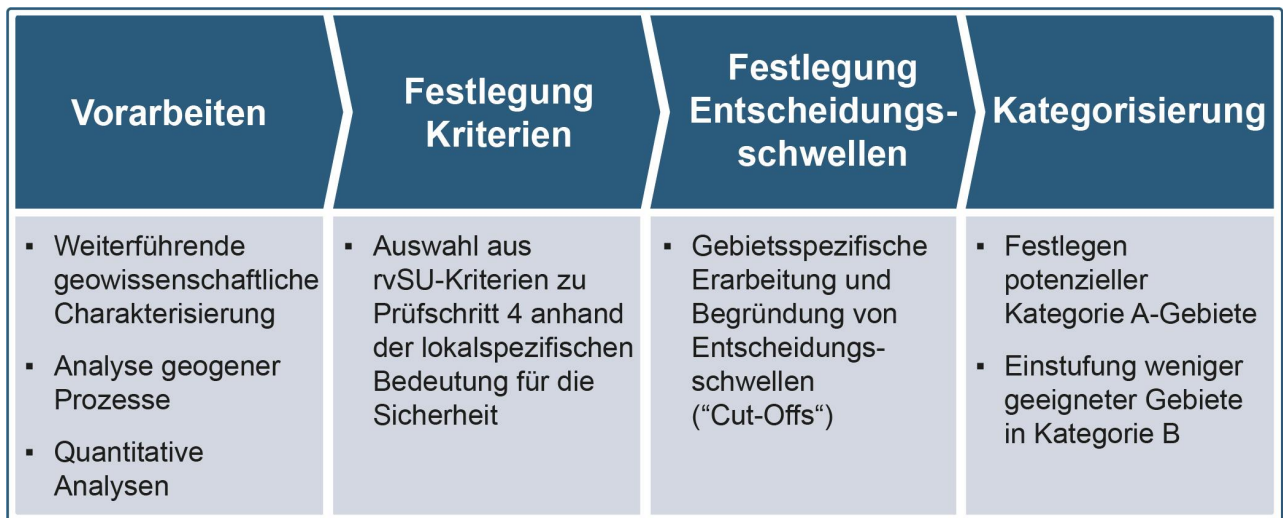 Vorarbeiten
Festlegung
Kriterien
Festlegung
Entscheidungs-
schwellen
Kategorisierung
▪ Weiterführende
geowissenschaftliche
Charakterisierung
▪ Analyse geogener
Prozesse
▪ Quantitative
Analysen
▪ Auswahl aus
rvSU-Kriterien zu
Prüfschritt 4 anhand
der lokalspezifischen
Bedeutung für die
Sicherheit
▪ Gebietsspezifische
Erarbeitung und
Begründung von
Entscheidungs-
schwellen
(“Cut-Offs“)
▪ Festlegen
potenzieller
Kategorie A-Gebiete
▪ Einstufung weniger
geeigneter Gebiete
in Kategorie B